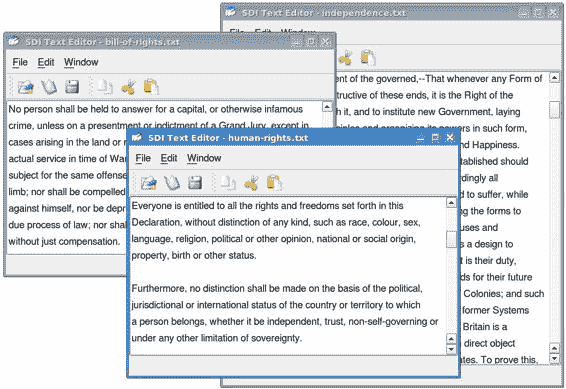 SDI Text Editor - independence.txt
Edit Window
ent of the governed,--That whenever any Form of
tructive of these ends, it is the Right of
h it, and to institute new Government, laying
organizing its powers in such form,
nd Happiness.
tablished should
rdingly all
d to suffer, while
ng the forms to
uses and
s a design to
t is their duty,
ds for their future
Colonies; and such
former Systems
Britain is a
direct object
ates. To prove this,
SDI Text Editor - bill-of-rights.txt
File Edit Window
No person shall be held to answer for a capital, or otherwise infamous
crime, unless on a presentment or indictment of a Grand Jury, except in
cases arising in the land or
actual service in time of War
subject for the same offense
limb; nor shall be compelled
against himself, nor be depr
due process of law; nor shal
without just compensation.
SDI Text Editor - human-rights.txt
File Edit Window
Everyone is entitled to all the rights and freedoms set forth in this
Declaration, without distinction of any kind, such as race, colour, sex,
language, religion, political or other opinion, national or social origin,
property, birth or other status.
Furthermore, no distinction shall be made on the basis of the political,
jurisdictional or international status of the country or territory to which
a person belongs, whether it be independent, trust, non-self-governing or
under any other limitation of sovereignty.